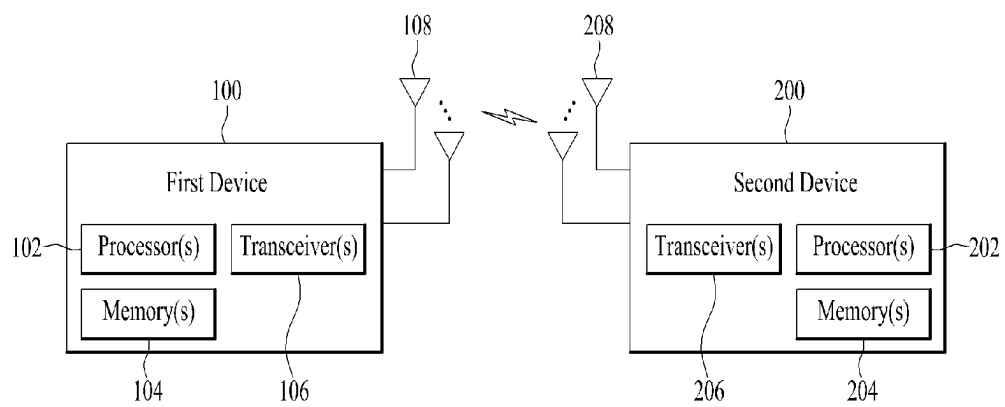 108
208
100
200
First Device
Second Device
102
Processor(s)
Transceiver(s)
Transceiver(s)
Processor(s)
202
Memory(s)
Memory(s)
104
106
206
204